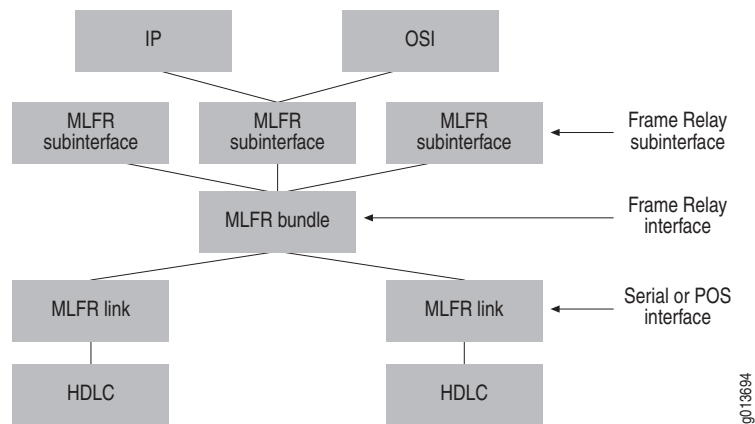 IP
OSI
MLFR
subinterface
MLFR
subinterface
MLFR
subinterface
Frame Relay
subinterface
MLFR bundle
Frame Relay
interface
MLFR link
MLFR link
Serial or POS
interface
HDLC
HDLC
g013694